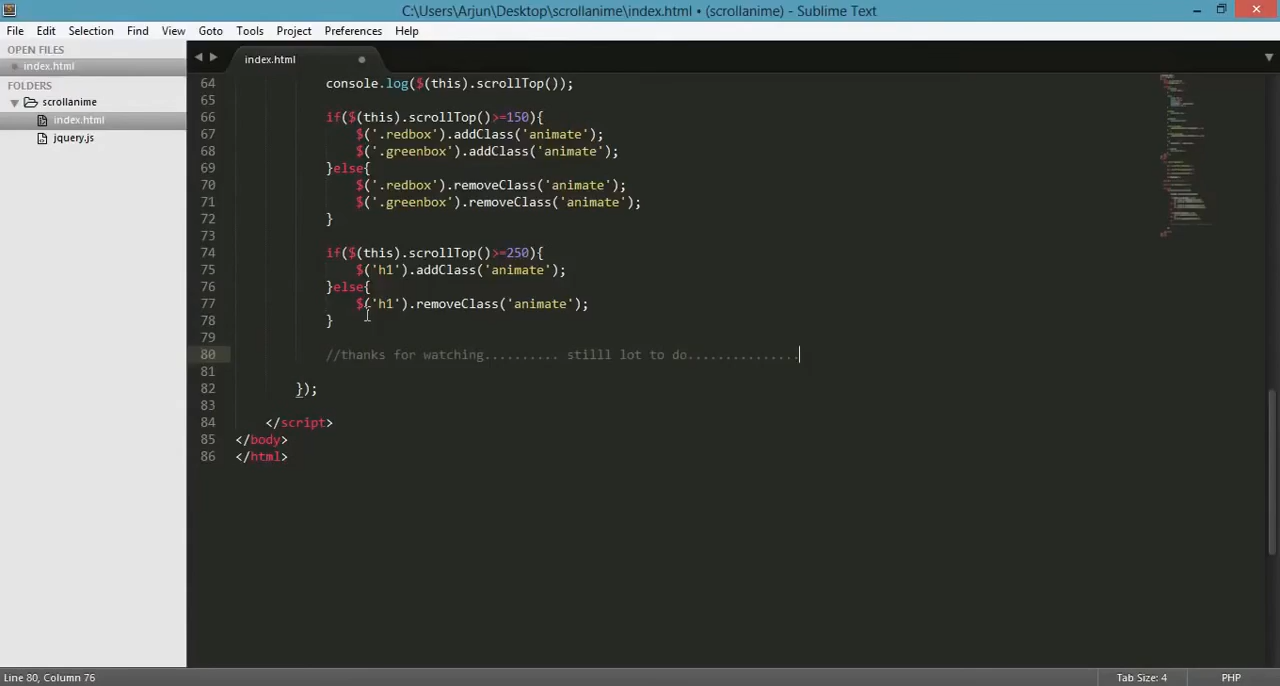 C:\Users\Arjun\Desktop\scrollanime\index.html • (scrollanime) - Sublime Text
File Edit Selection Find View Goto Tools Project Preferences Help
OPEN FILES
index.html
FOLDERS
scrollanime
index.html
jquery.js
index.html
64 console.log($(this).scrollTop());
65
66 if($(this).scrollTop()>=150){
67 $('.redbox').addClass('animate');
68 $('.greenbox').addClass('animate');
69 }else{
70 $('.redbox').removeClass('animate');
71 $('.greenbox').removeClass('animate');
72 }
73
74 if($(this).scrollTop()>=250){
75 $('h1').addClass('animate');
76 }else{
77 $('h1').removeClass('animate');
78 }
79
80 //thanks for watching.......... stilll lot to do...............
81
82 });
83
84 </script>
85 </body>
86 </html>
Line 80, Column 76
Tab Size: 4
PHP